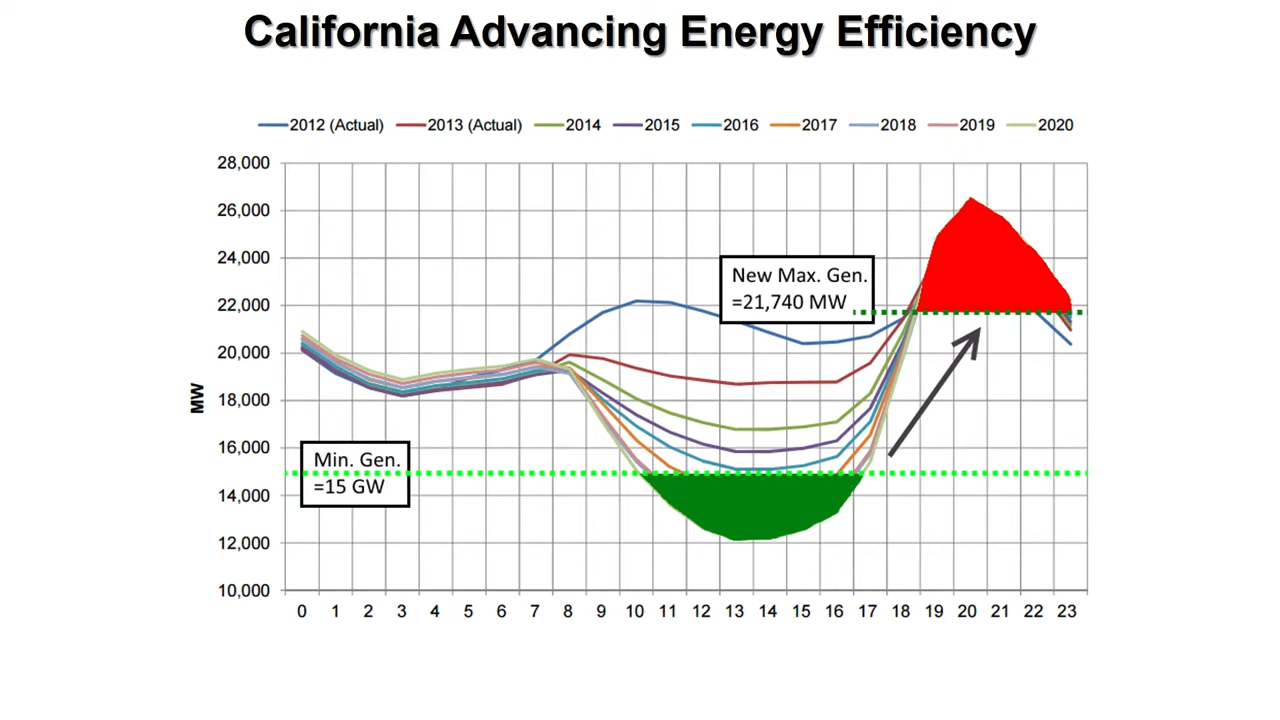 California Advancing Energy Efficiency
2012 (Actual) 2013 (Actual) 2014 2015 2016 2017 2018 2019 2020
28,000
26,000
24,000
New Max. Gen.
=21,740 MW
22,000
20,000
MW
18,000
16,000
Min. Gen.
=15 GW
14,000
12,000
10,000
0 1 2 3 4 5 6 7 8 9 10 11 12 13 14 15 16 17 18 19 20 21 22 23